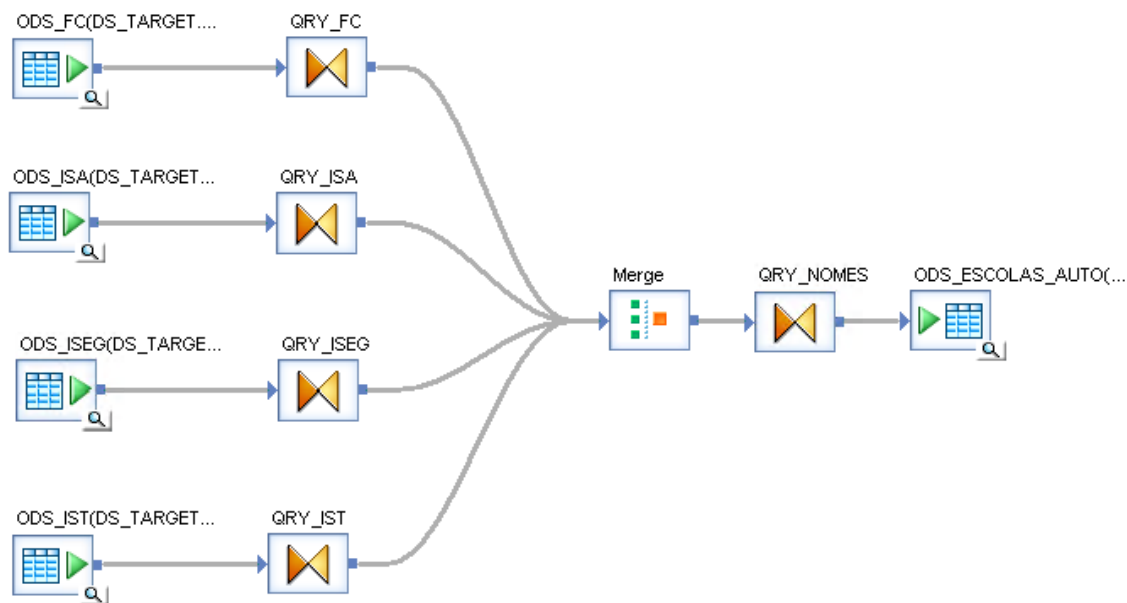 ODS_FC(DS_TARGET.... QRY_FC
ODS_ISA(DS_TARGET... QRY_ISA
Merge QRY_NOMES ODS_ESCOLAS_AUTO(...
ODS_ISEG(DS_TARGE... QRY_ISEG
ODS_IST(DS_TARGET... QRY_IST